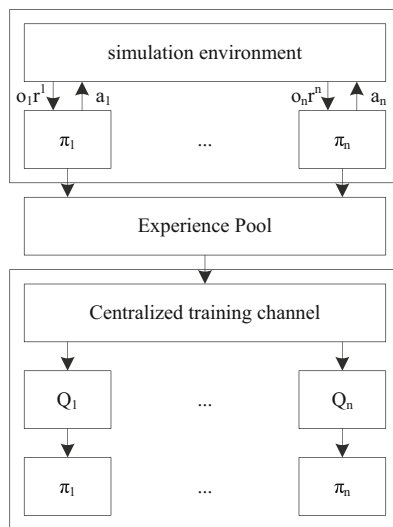 simulation environment
o₁r¹ a₁ oₙrⁿ aₙ
π₁ ... πₙ
Experience Pool
Centralized training channel
Q₁ ... Qₙ
π₁ ... πₙ